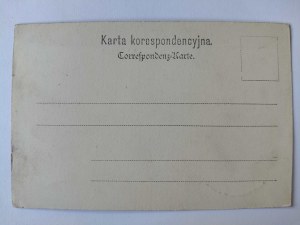 Karta korespondencyjna.
Correspondenz-Karte.